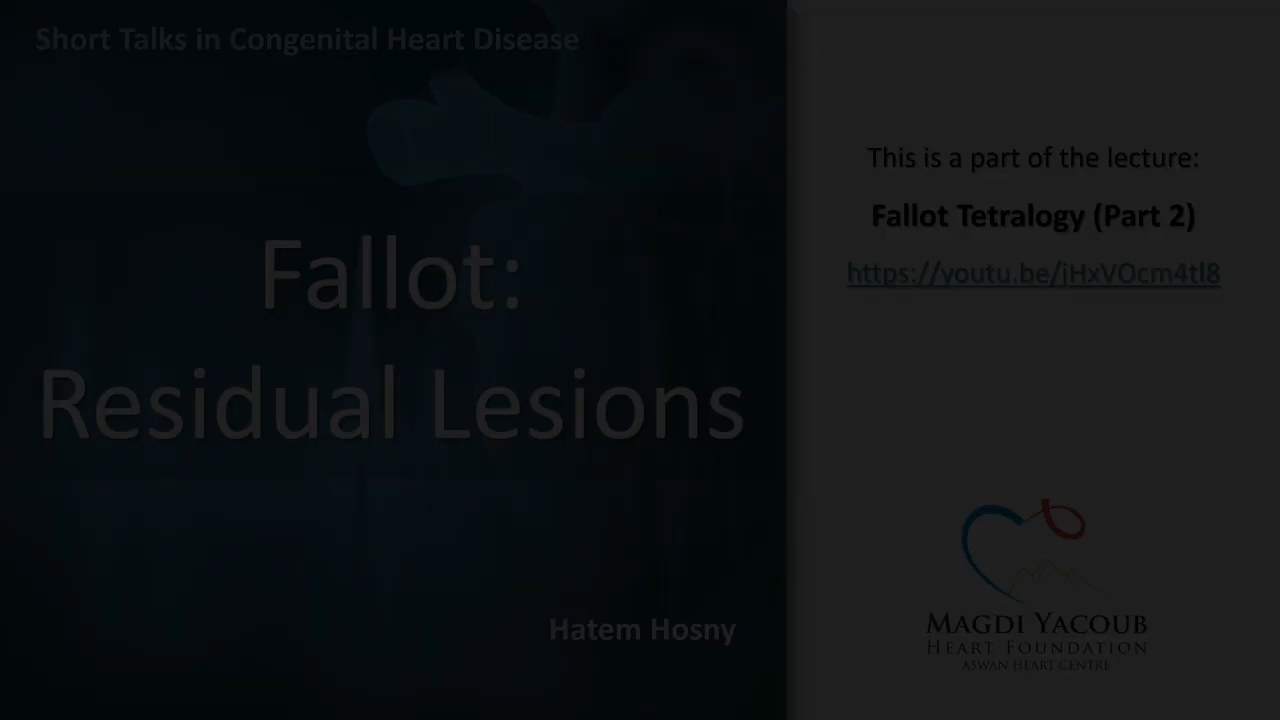 Short Talks in Congenital Heart Disease
Fallot:
Residual Lesions
Hatem Hosny
This is a part of the lecture:
Fallot Tetralogy (Part 2)
https://youtu.be/jHxVOcm4tl8
MAGDI YACOUB
HEART FOUNDATION
ASWAN HEART CENTRE